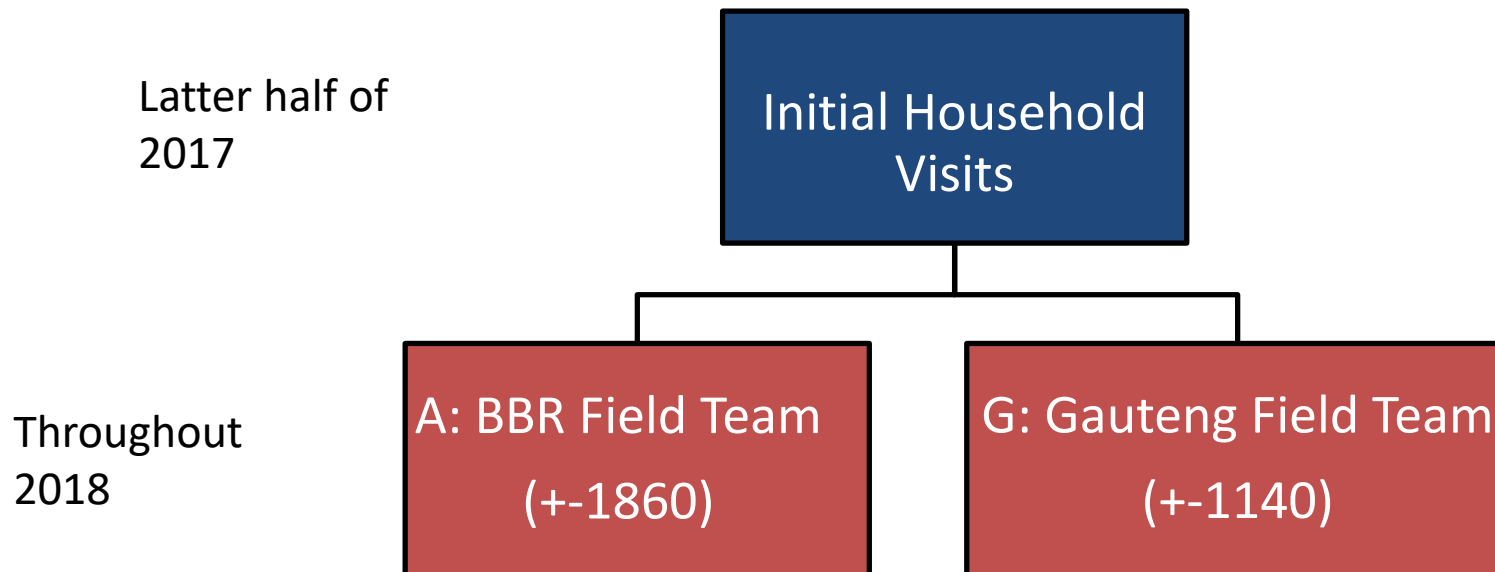 Latter half of
2017
Initial Household
Visits
Throughout
2018
A: BBR Field Team
(+-1860)
G: Gauteng Field Team
(+-1140)